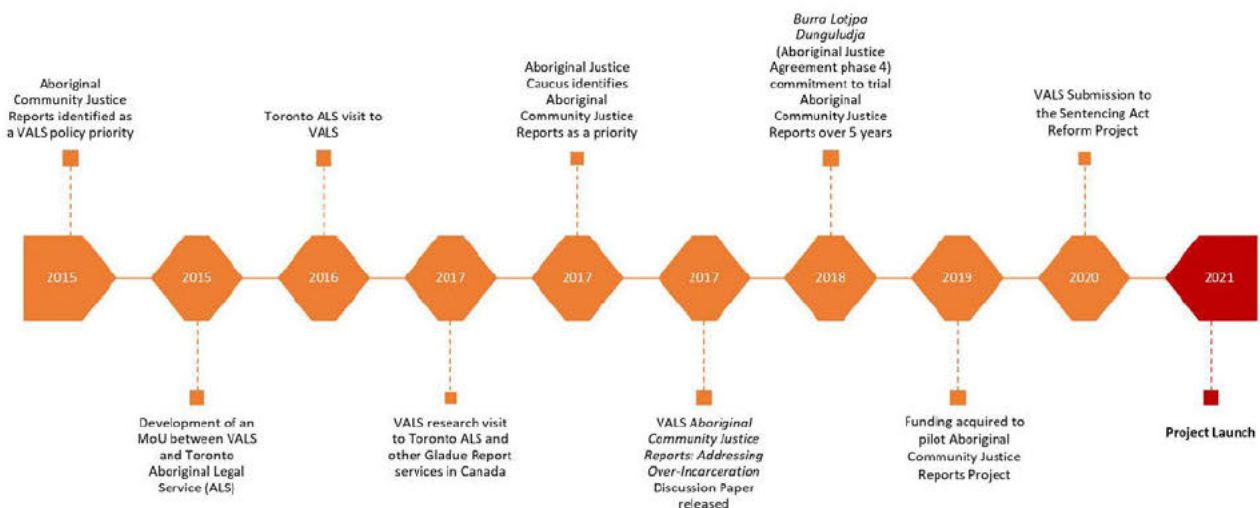 Aboriginal
Community Justice
Reports identified as
a VALS policy priority
2015
2015
Development of an
MoU between VALS
and Toronto
Aboriginal Legal
Service (ALS)
Toronto ALS visit to
VALS
2016
2017
VALS research visit
to Toronto ALS and
other Gladue Report
services in Canada
Aboriginal Justice
Caucus identifies
Aboriginal
Community Justice
Reports as a priority
2017
2017
VALS Aboriginal
Community Justice
Reports: Addressing
Over-Incarceration
Discussion Paper
released
Burra Lotjpa
Dunguludja
(Aboriginal Justice
Agreement phase 4)
commitment to trial
Aboriginal
Community Justice
Reports over 5 years
2018
2019
Funding acquired to
pilot Aboriginal
Community Justice
Reports Project
VALS Submission to
the Sentencing Act
Reform Project
2020
2021
Project Launch